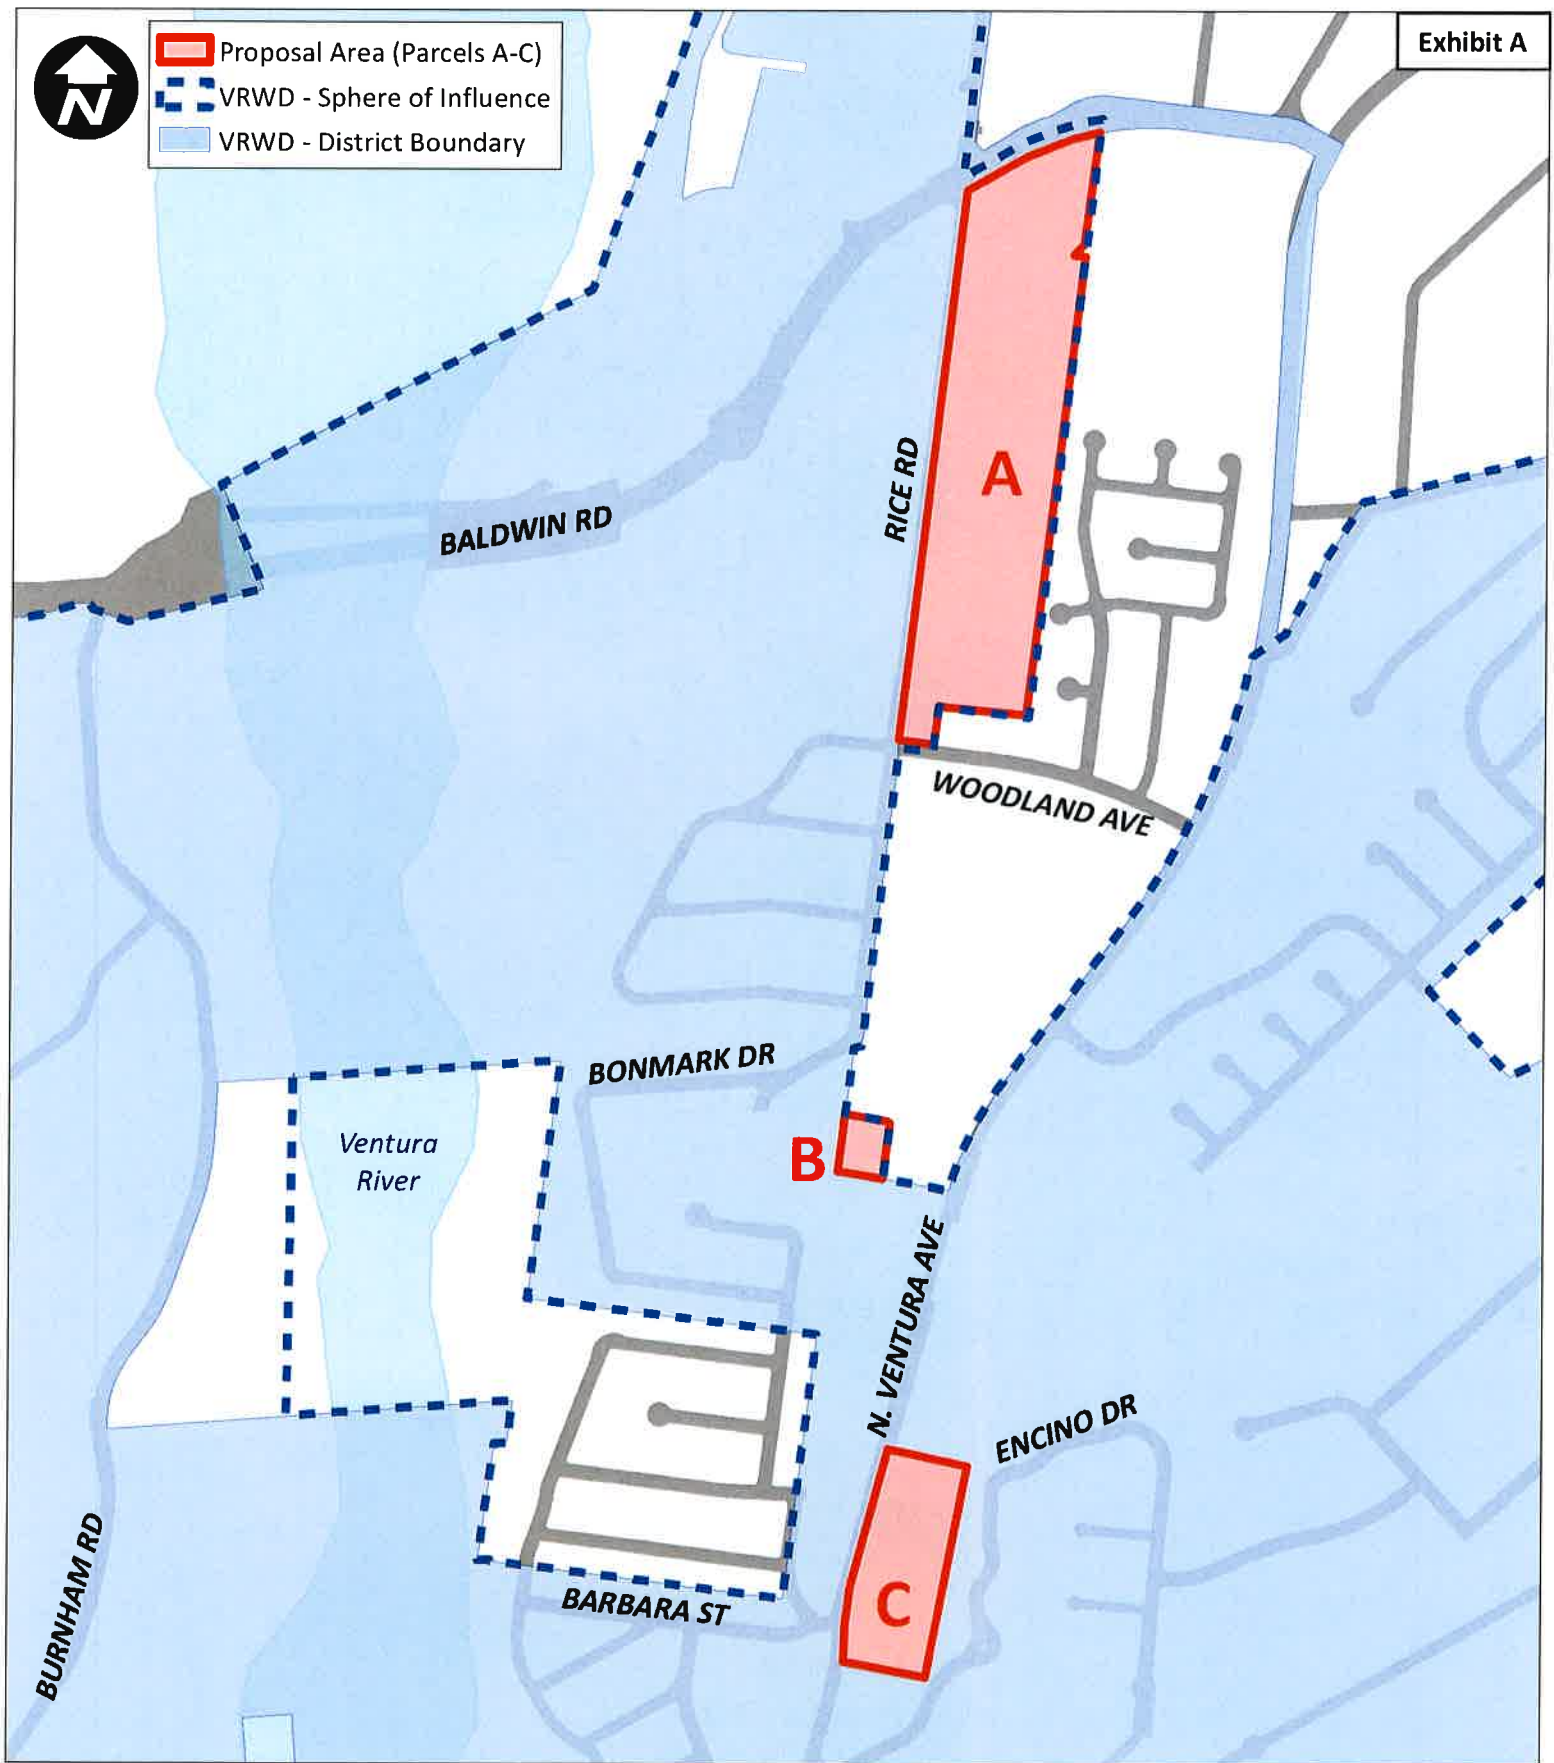 Exhibit A
N
Proposal Area (Parcels A-C)
VRWD - Sphere of Influence
VRWD - District Boundary
A
RICE RD
BALDWIN RD
WOODLAND AVE
BONMARK DR
B
Ventura
River
N. VENTURA AVE
ENCINO DR
C
BARBARA ST
BURNHAM RD